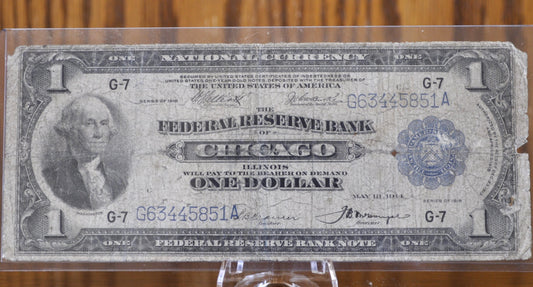 ONE NATIONAL CURRENCY ONE
SECURED BY UNITED STATES CERTIFICATES OF INDEBTEDNESS OR
UNITED STATES ONE-YEAR GOLD NOTES, DEPOSITED WITH THE TREASURER OF
1 G-7 THE UNITED STATES OF AMERICA G-7 1
SERIES OF 1918 G63445851A
THE
FEDERAL RESERVE BANK
OF
CHICAGO
ILLINOIS
WILL PAY TO THE BEARER ON DEMAND
ONE DOLLAR
WASHINGTON
MAY 18, 1914 SERIES OF 1918
1 G-7 G63445851A G-7 1
ONE FEDERAL RESERVE NOTE ONE